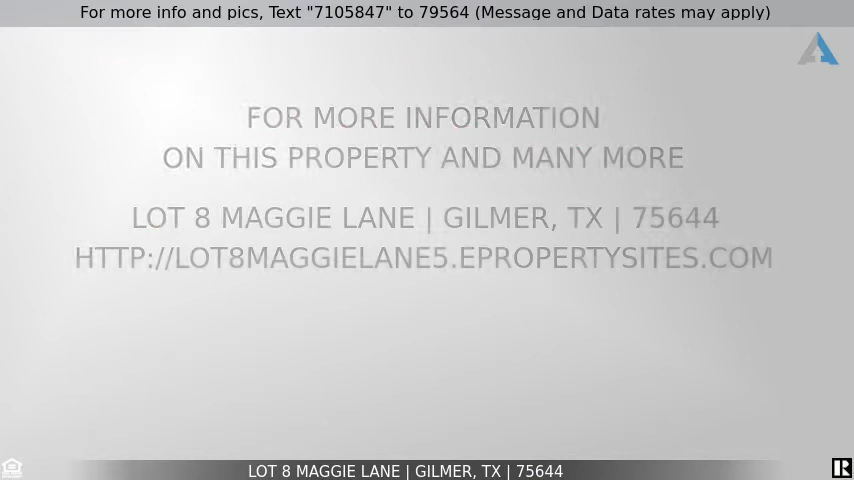 For more info and pics, Text "7105847" to 79564 (Message and Data rates may apply)
FOR MORE INFORMATION
ON THIS PROPERTY AND MANY MORE
LOT 8 MAGGIE LANE | GILMER, TX | 75644
HTTP://LOT8MAGGIELANE5.EPROPERTYSITES.COM
LOT 8 MAGGIE LANE | GILMER, TX | 75644